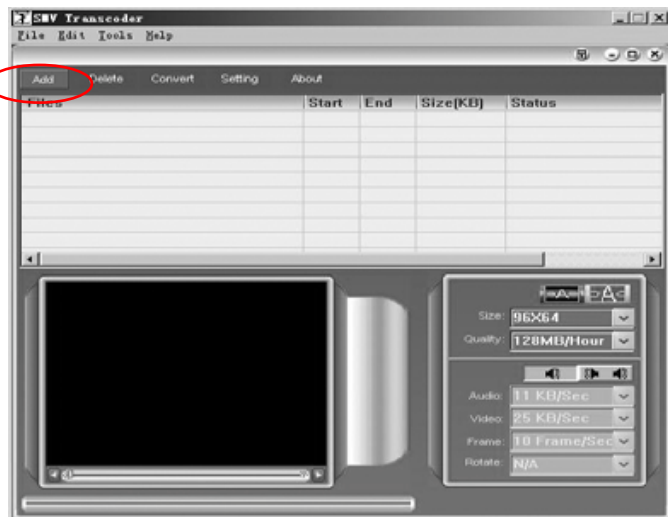 SMV Transcoder
File Edit Tools Help
Add Delete Convert Setting About
Files Start End Size[KB] Status
Size: 96X64
Quality: 128MB/Hour
Audio: 11 KB/Sec
Video: 25 KB/Sec
Frame: 10 Frame/Sec
Rotate: N/A